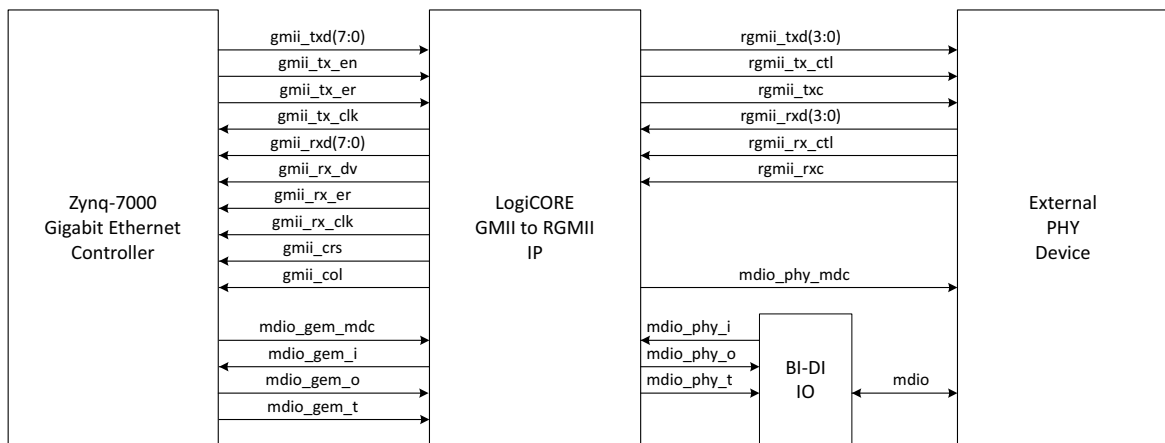 gmii_txd(7:0)
gmii_tx_en
gmii_tx_er
gmii_tx_clk
gmii_rxd(7:0)
gmii_rx_dv
gmii_rx_er
gmii_rx_clk
gmii_crs
gmii_col
mdio_gem_mdc
mdio_gem_i
mdio_gem_o
mdio_gem_t
Zynq-7000
Gigabit Ethernet
Controller
LogiCORE
GMII to RGMII
IP
rgmii_txd(3:0)
rgmii_tx_ctl
rgmii_txc
rgmii_rxd(3:0)
rgmii_rx_ctl
rgmii_rxc
mdio_phy_mdc
mdio_phy_i
mdio_phy_o
mdio_phy_t
BI-DI
IO
mdio
External
PHY
Device